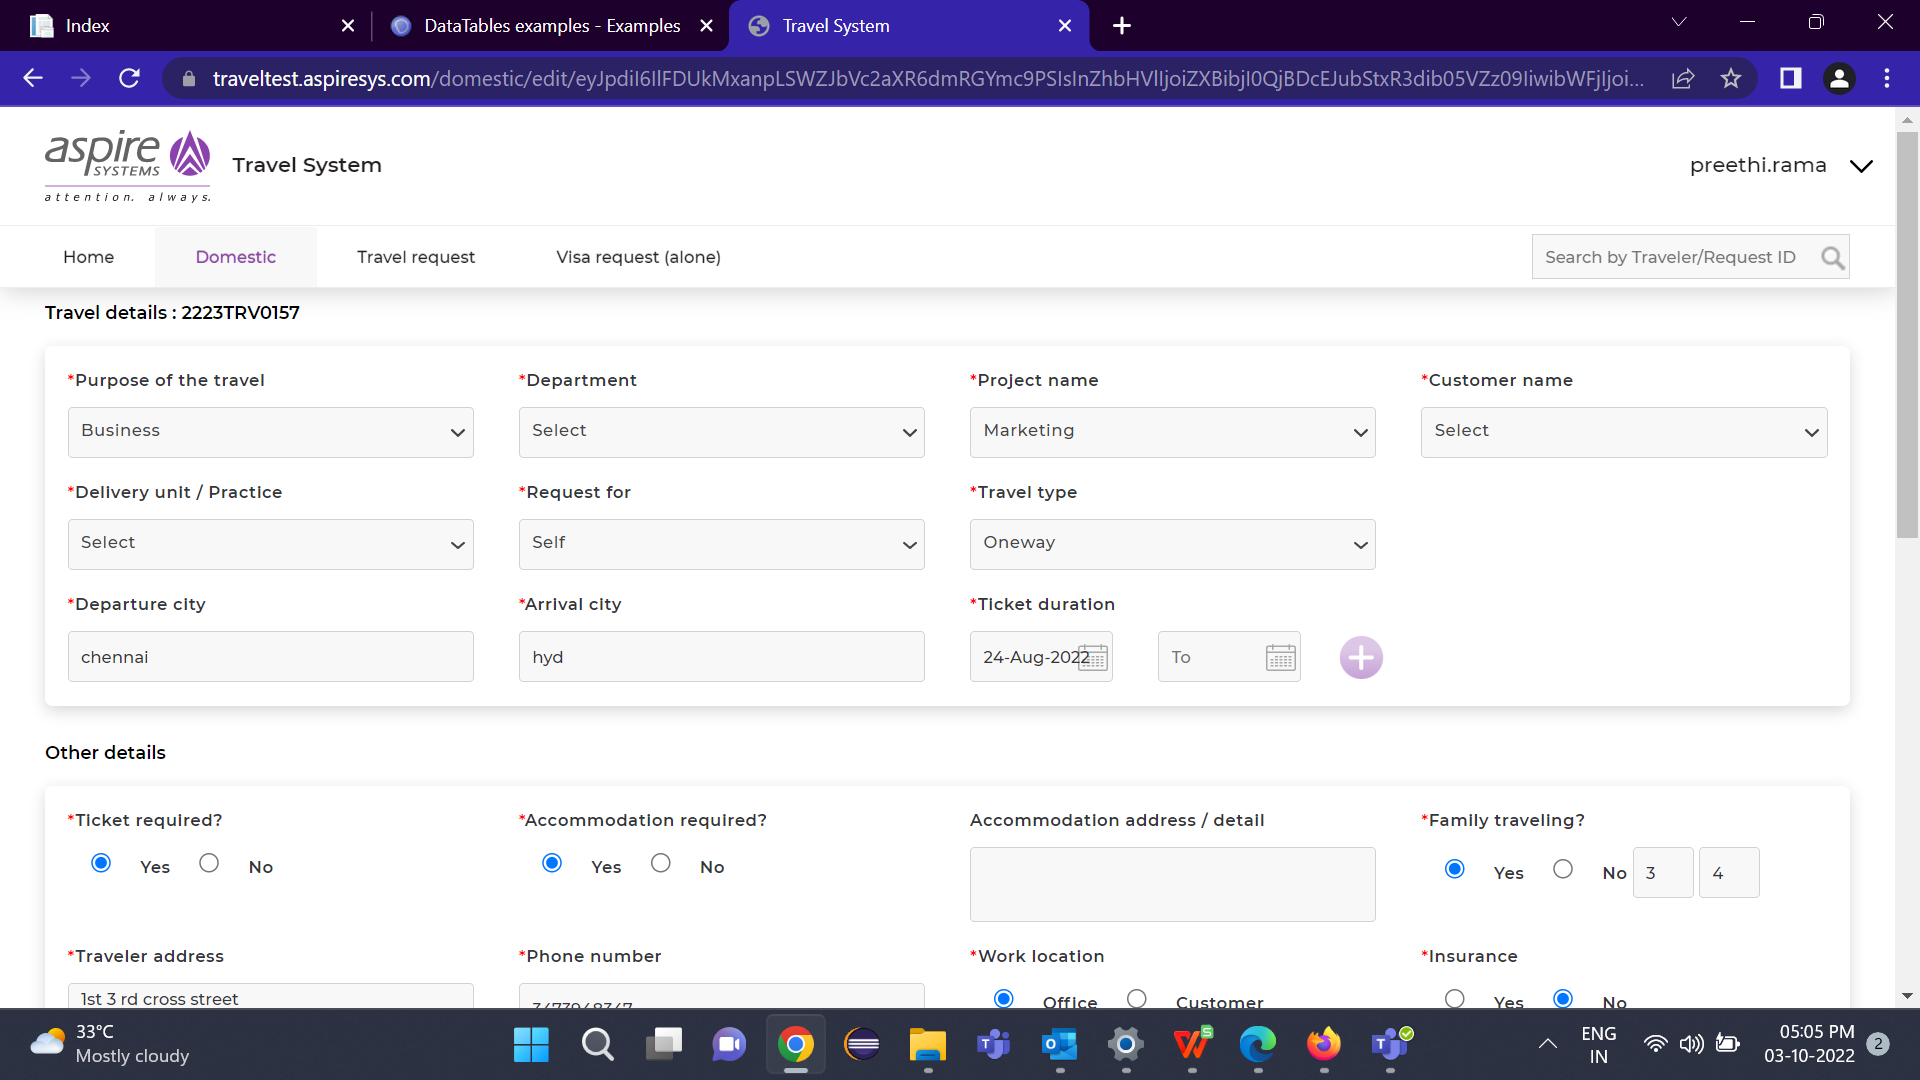 Index
DataTables examples - Examples
Travel System
traveltest.aspiresys.com/domestic/edit/
aspire
SYSTEMS
attention. always.
Travel System
preethi.rama
Home
Domestic
Travel request
Visa request (alone)
Search by Traveler/Request ID
Travel details : 2223TRV0157
*Purpose of the travel
*Department
*Project name
*Customer name
Business
Select
Marketing
Select
*Delivery unit / Practice
*Request for
*Travel type
Select
Self
Oneway
*Departure city
*Arrival city
*Ticket duration
chennai
hyd
24-Aug-2022
To
Other details
*Ticket required?
*Accommodation required?
Accommodation address / detail
*Family traveling?
Yes
No
Yes
No
Yes
No
3
4
*Traveler address
*Phone number
*Work location
*Insurance
1st 3 rd cross street
Office
Customer
Yes
No
33°C
Mostly cloudy
ENG
IN
05:05 PM
03-10-2022
2